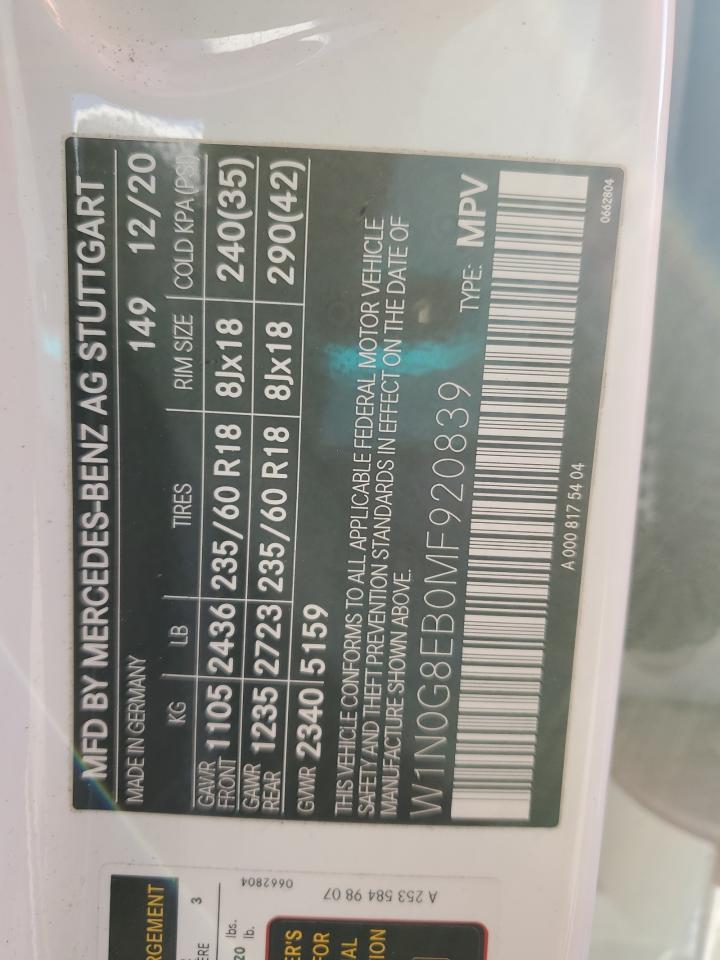 MFD BY MERCEDES-BENZ AG STUTTGART
MADE IN GERMANY 149 12/20
KG LB TIRES RIM SIZE COLD KPA(PSI)
GAWR FRONT 1105 2436 235/60 R18 8Jx18 240(35)
GAWR REAR 1235 2723 235/60 R18 8Jx18 290(42)
GVWR 2340 5159
THIS VEHICLE CONFORMS TO ALL APPLICABLE FEDERAL MOTOR VEHICLE
SAFETY AND THEFT PREVENTION STANDARDS IN EFFECT ON THE DATE OF
MANUFACTURE SHOWN ABOVE.
W1N0G8EB0MF920839 TYPE: MPV
A 000 817 54 04 0662804
RGEMENT
ERE 3
lbs.
20 lb.
ER'S
FOR
AL
ION
0662804
A 253 584 98 07